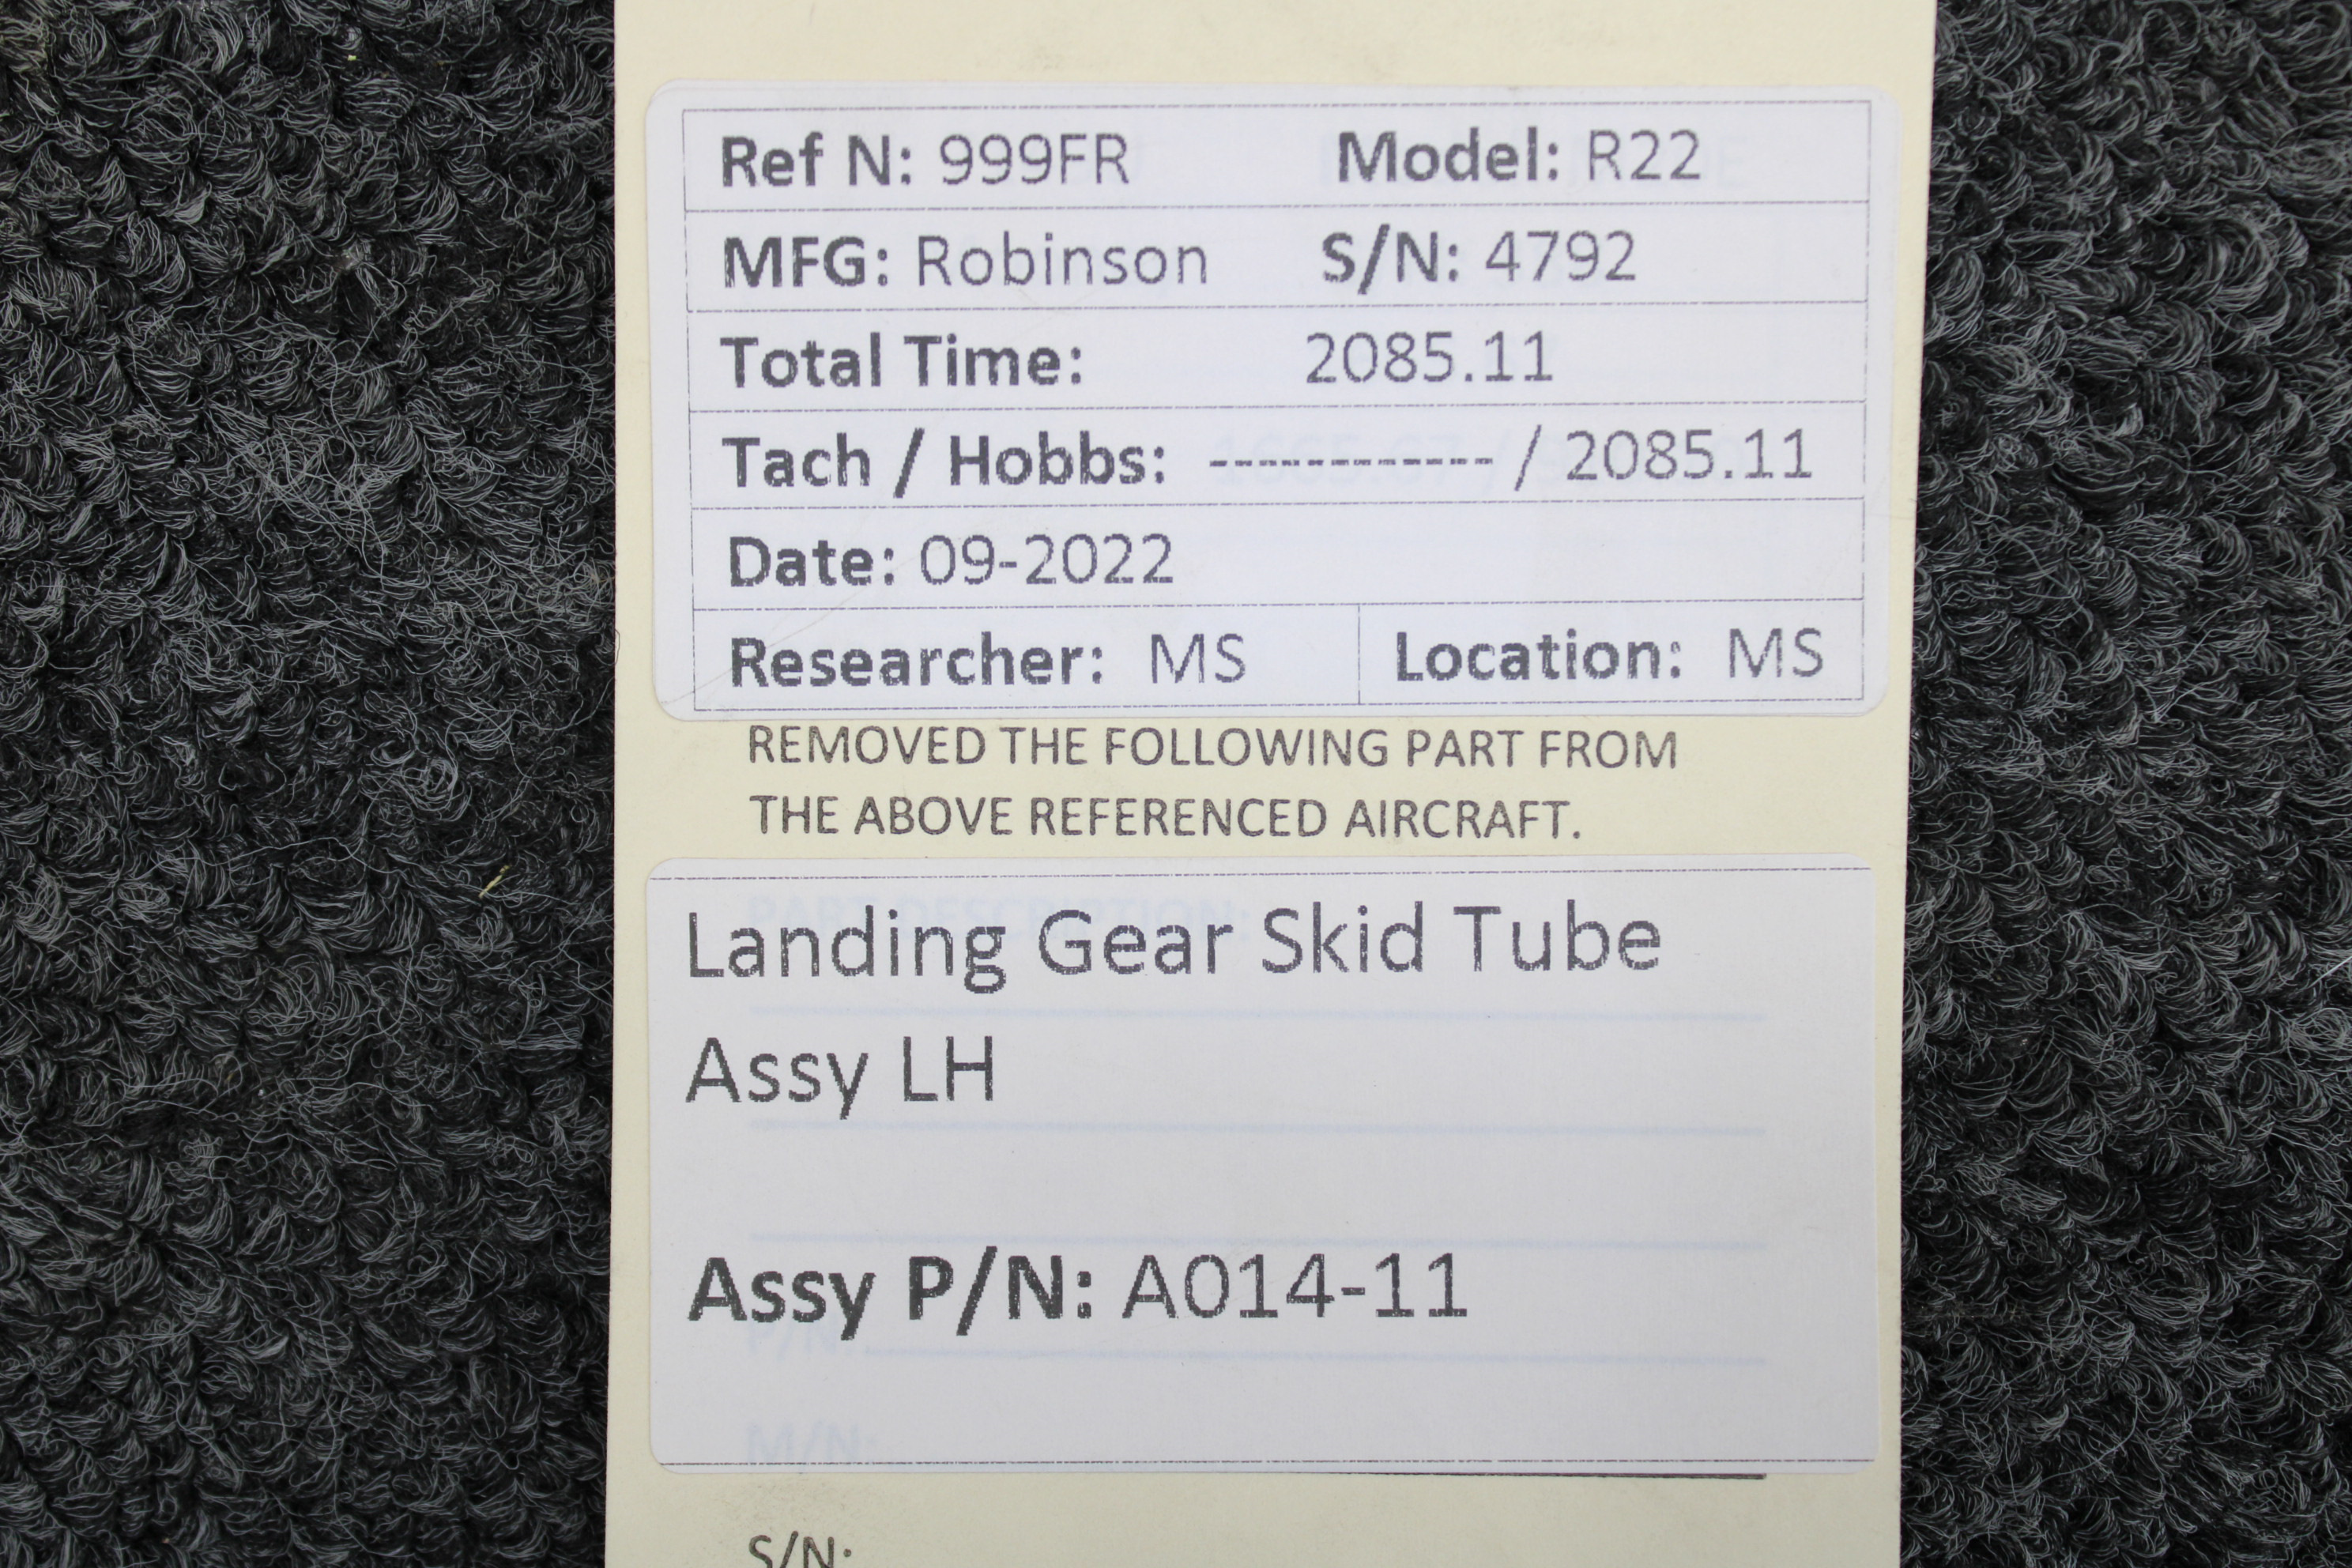 Ref N: 999FR Model: R22
MFG: Robinson S/N: 4792
Total Time: 2085.11
Tach / Hobbs: ------------ / 2085.11
Date: 09-2022
Researcher: MS Location: MS
REMOVED THE FOLLOWING PART FROM
THE ABOVE REFERENCED AIRCRAFT.
PART DESCRIPTION:
Landing Gear Skid Tube
Assy LH
Assy P/N: A014-11
P/N:
M/N:
S/N: